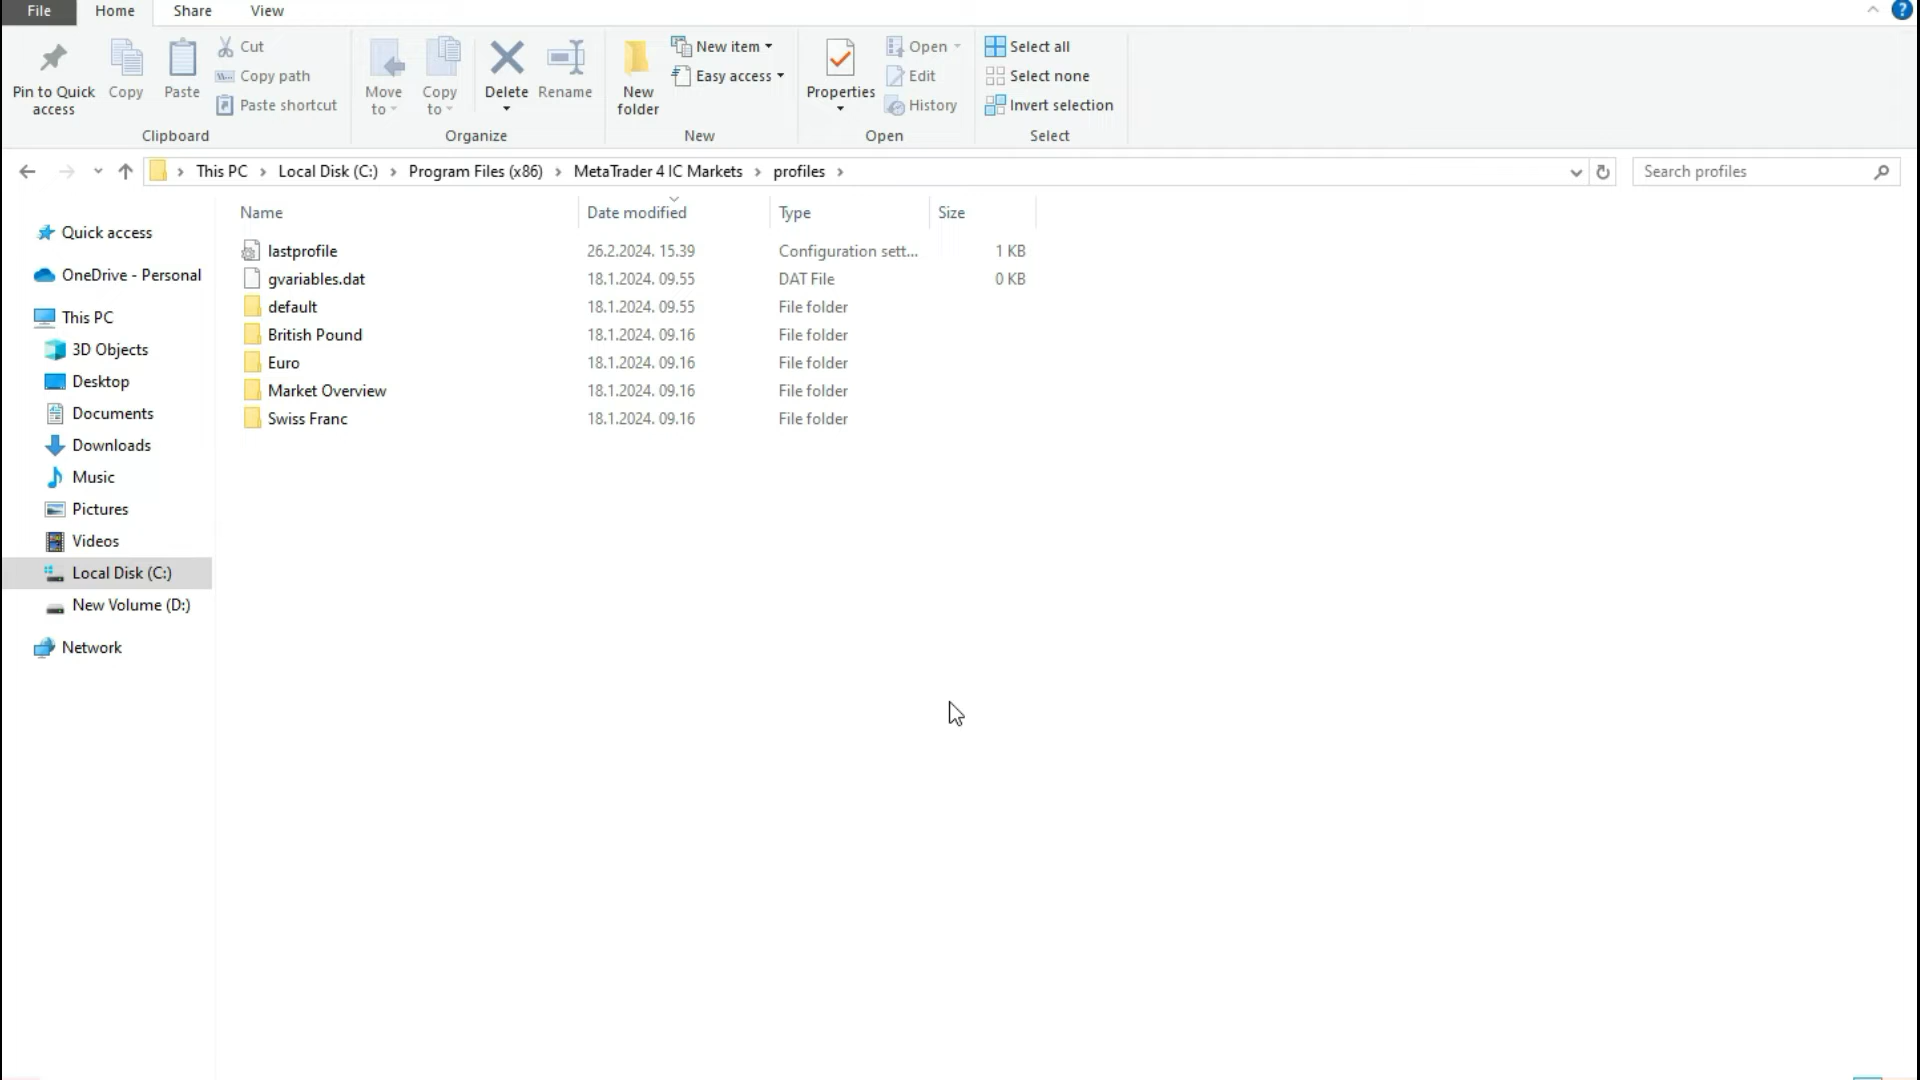 File Home Share View
Pin to Quick access
Copy
Paste
Cut
Copy path
Paste shortcut
Clipboard
Move to
Copy to
Delete
Rename
Organize
New folder
New item
Easy access
New
Properties
Open
Edit
History
Open
Select all
Select none
Invert selection
Select
This PC > Local Disk (C:) > Program Files (x86) > MetaTrader 4 IC Markets > profiles >
Search profiles
Quick access
OneDrive - Personal
This PC
3D Objects
Desktop
Documents
Downloads
Music
Pictures
Videos
Local Disk (C:)
New Volume (D:)
Network
Name Date modified Type Size
lastprofile 26.2.2024. 15.39 Configuration sett... 1 KB
gvariables.dat 18.1.2024. 09.55 DAT File 0 KB
default 18.1.2024. 09.55 File folder
British Pound 18.1.2024. 09.16 File folder
Euro 18.1.2024. 09.16 File folder
Market Overview 18.1.2024. 09.16 File folder
Swiss Franc 18.1.2024. 09.16 File folder